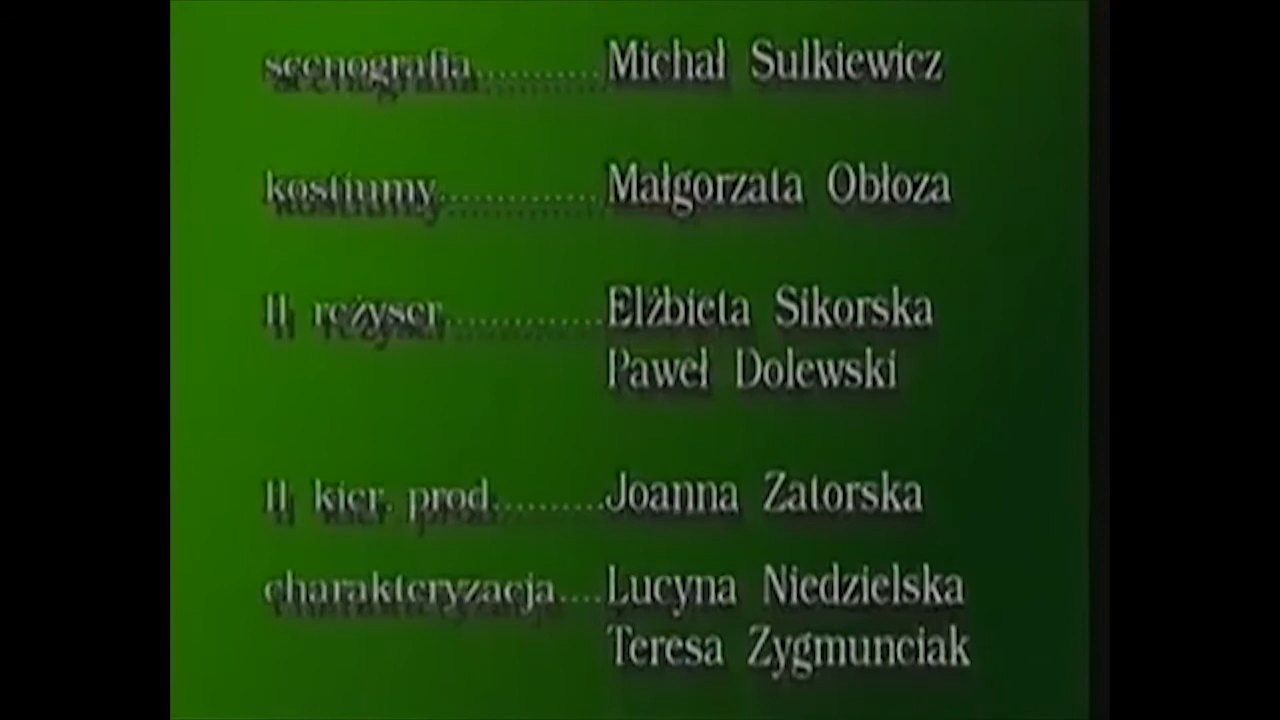 scenografia..........Michał Sulkiewicz
kostiumy.............Małgorzata Obłoza
II reżyser.............Elżbieta Sikorska
Paweł Dolewski
II kier. prod..........Joanna Zatorska
charakteryzacja....Lucyna Niedzielska
Teresa Zygmunciak